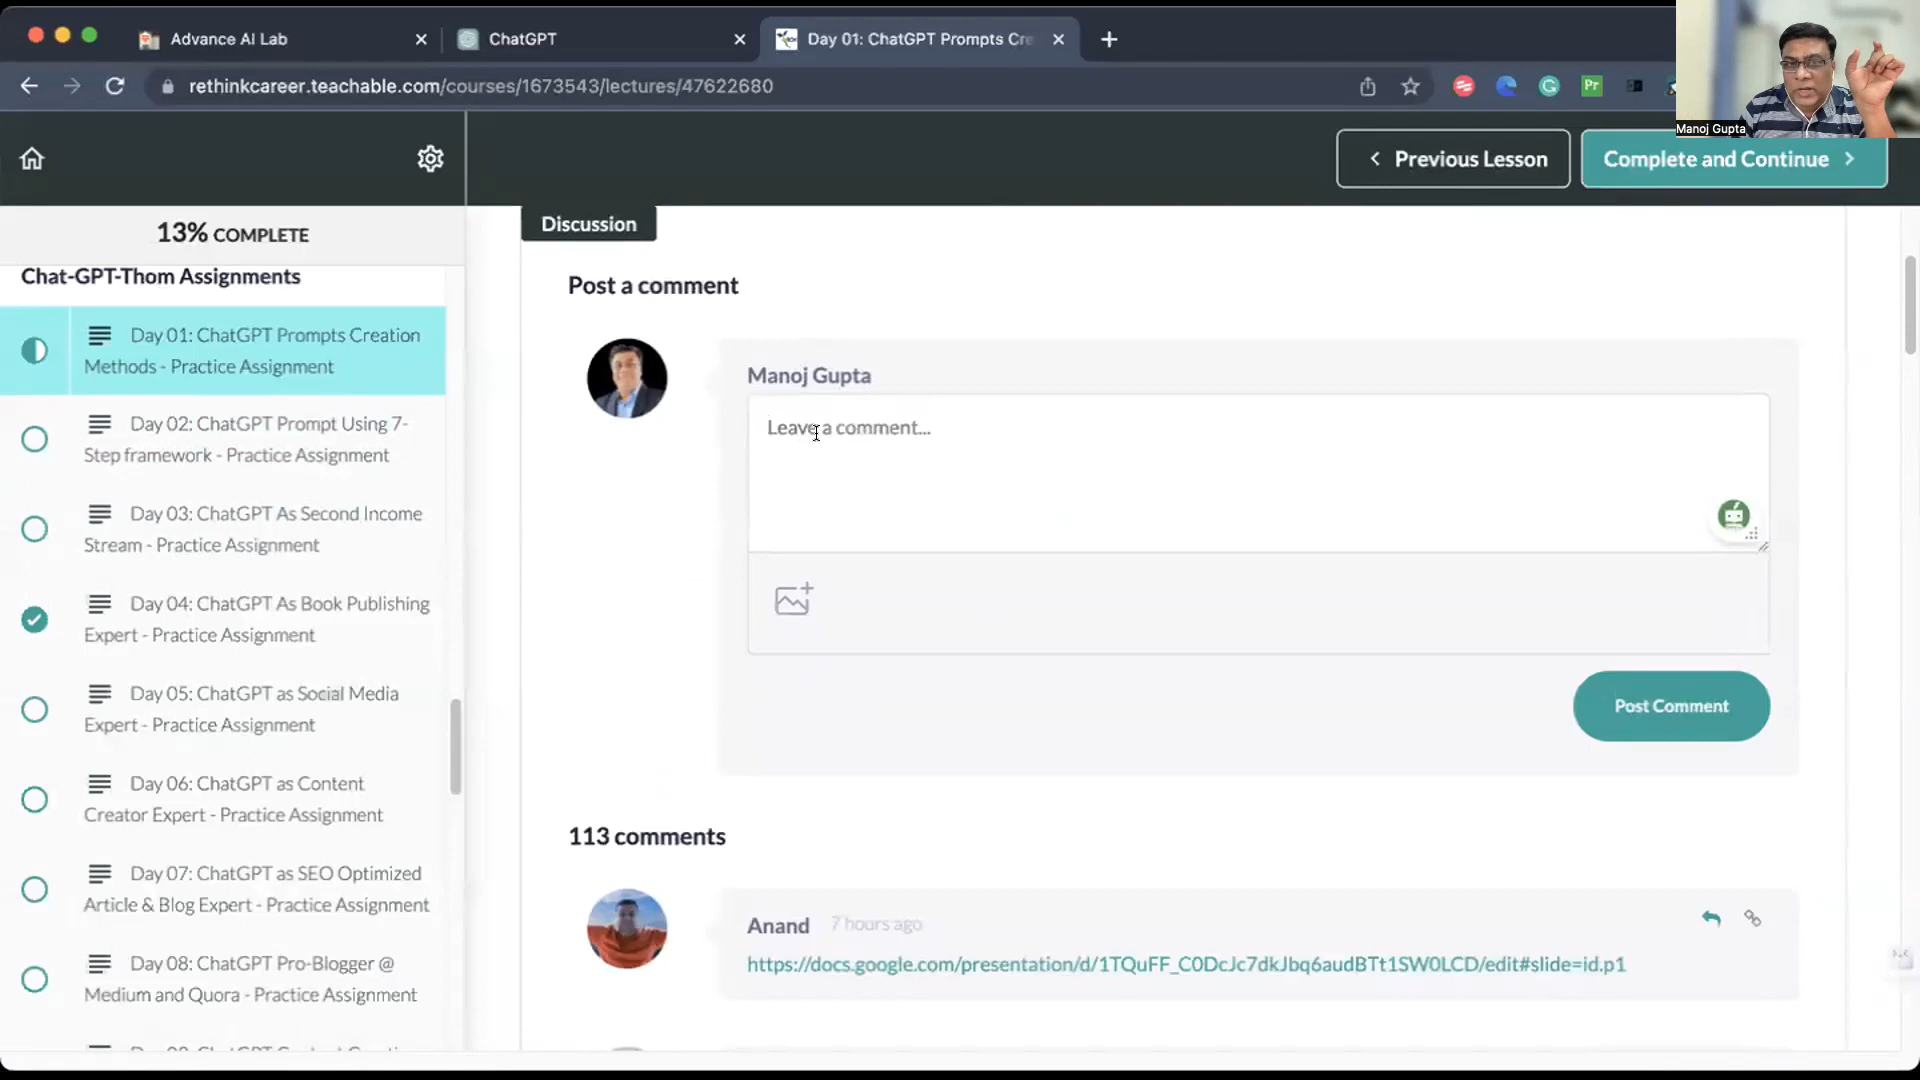 Advance AI Lab
ChatGPT
Day 01: ChatGPT Prompts Cre
rethinkcareer.teachable.com/courses/1673543/lectures/47622680
Pr
Manoj Gupta
Previous Lesson
Complete and Continue
13% COMPLETE
Chat-GPT-Thom Assignments
Day 01: ChatGPT Prompts Creation
Methods - Practice Assignment
Day 02: ChatGPT Prompt Using 7-
Step framework - Practice Assignment
Day 03: ChatGPT As Second Income
Stream - Practice Assignment
Day 04: ChatGPT As Book Publishing
Expert - Practice Assignment
Day 05: ChatGPT as Social Media
Expert - Practice Assignment
Day 06: ChatGPT as Content
Creator Expert - Practice Assignment
Day 07: ChatGPT as SEO Optimized
Article & Blog Expert - Practice Assignment
Day 08: ChatGPT Pro-Blogger @
Medium and Quora - Practice Assignment
Discussion
Post a comment
Manoj Gupta
Leave a comment...
Post Comment
113 comments
Anand 7 hours ago
https://docs.google.com/presentation/d/1TQuFF_C0DcJc7dkJbq6audBTt1SW0LCD/edit#slide=id.p1